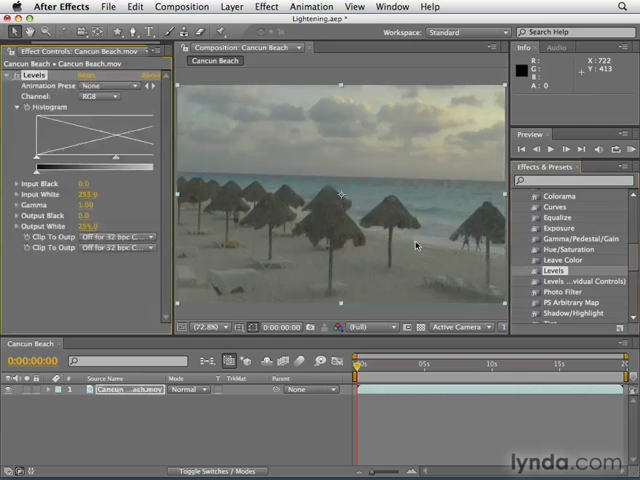 After Effects File Edit Composition Layer Effect Animation View Window Help
Lightening.aep *
Workspace: Standard Search Help
Effect Controls: Cancun Beach.mov
Cancun Beach • Cancun Beach.mov
Levels Reset
Animation Prese None
Channel: RGB
Histogram
Input Black 0.0
Input White 255.0
Gamma 1.00
Output Black 0.0
Output White 255.0
Clip To Outp Off for 32 bpc C...
Clip To Outp Off for 32 bpc C...
Composition: Cancun Beach
Cancun Beach
(72.8%) 0:00:00:00 (Full) Active Camera 1
Info Audio
R: X: 722
G: Y: 413
B:
A: 0
Preview
Effects & Presets
Colorama
Curves
Equalize
Exposure
Gamma/Pedestal/Gain
Hue/Saturation
Leave Color
Levels
Levels ...vidual Controls)
Photo Filter
PS Arbitrary Map
Shadow/Highlight
Cancun Beach
0:00:00:00
# Source Name Mode T TrkMat Parent
1 Cancun ...ach.mov Normal None
05s 10s 15s 20s
Toggle Switches / Modes
lynda.com